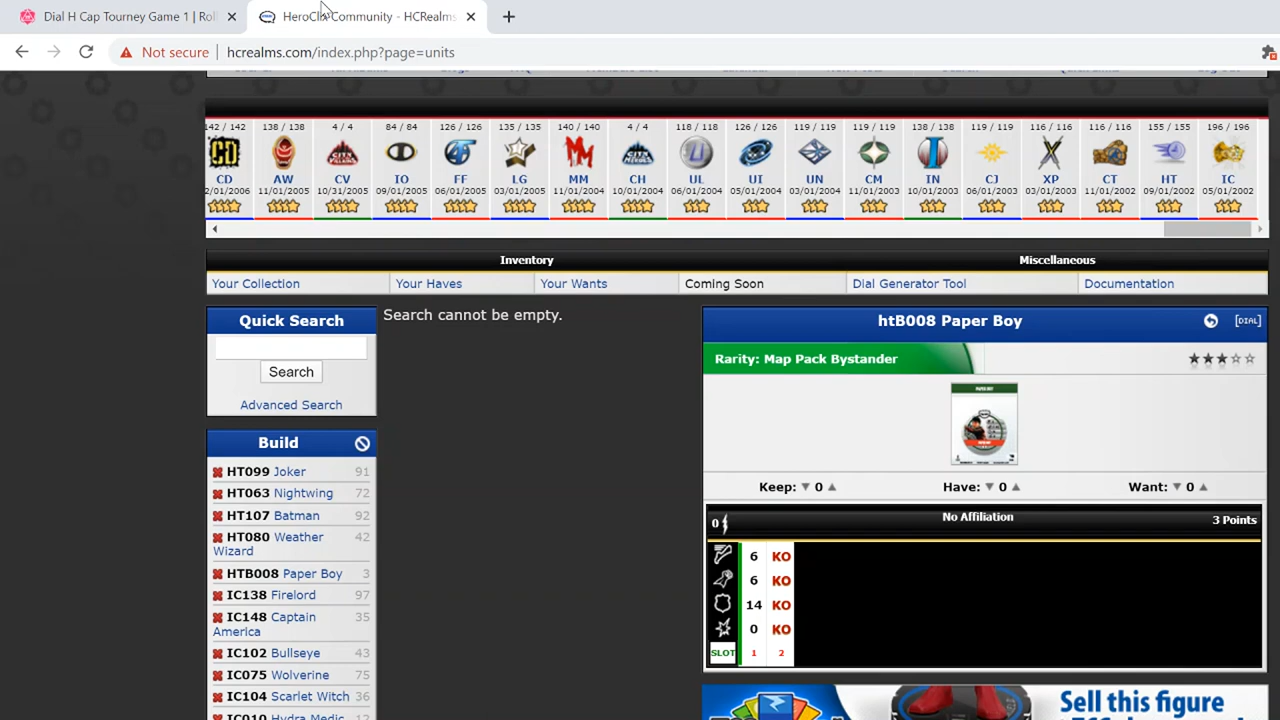 Dial H Cap Tourney Game 1 | Roll
HeroClix Community - HCRealms
Not secure hcrealms.com/index.php?page=units
142 / 142 138 / 138 4 / 4 84 / 84 126 / 126 135 / 135 140 / 140 4 / 4 118 / 118 126 / 126 119 / 119 119 / 119 138 / 138 119 / 119 116 / 116 116 / 116 155 / 155 196 / 196
CD AW CV IO FF LG MM CH UL UI UN CM IN CJ XP CT HT IC
2/01/2006 11/01/2005 10/31/2005 09/01/2005 06/01/2005 05/01/2005 11/01/2004 10/01/2004 06/01/2004 05/01/2004 03/01/2004 11/01/2003 10/01/2003 06/01/2003 03/01/2003 11/01/2002 09/01/2002 05/01/2002
Inventory Miscellaneous
Your Collection Your Haves Your Wants Coming Soon Dial Generator Tool Documentation
Quick Search
Search
Advanced Search
Search cannot be empty.
Build
HT099 Joker 91
HT063 Nightwing 72
HT107 Batman 92
HT080 Weather 42
Wizard
HTB008 Paper Boy 3
IC138 Firelord 97
IC148 Captain 35
America
IC102 Bullseye 43
IC075 Wolverine 75
IC104 Scarlet Witch 36
IC010 Hydra Medic 12
htB008 Paper Boy [DIAL]
Rarity: Map Pack Bystander
Keep: 0 Have: 0 Want: 0
0 No Affiliation 3 Points
6 KO
6 KO
14 KO
0 KO
SLOT 1 2
Sell this figure